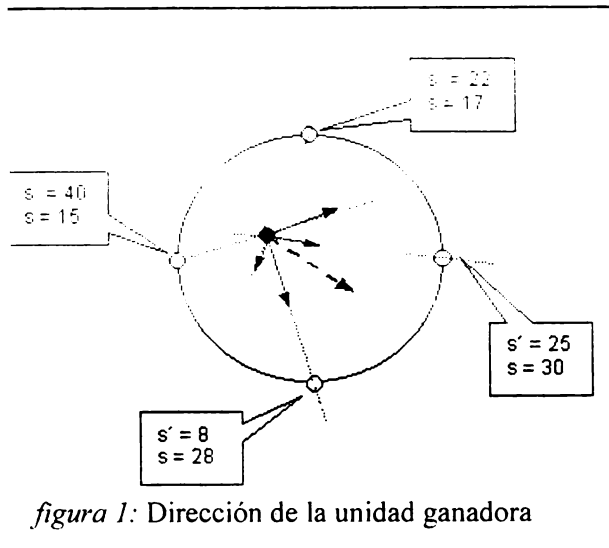 s´ = 22
s = 17
s´ = 40
s = 15
s´ = 25
s = 30
s´ = 8
s = 28
figura 1: Dirección de la unidad ganadora